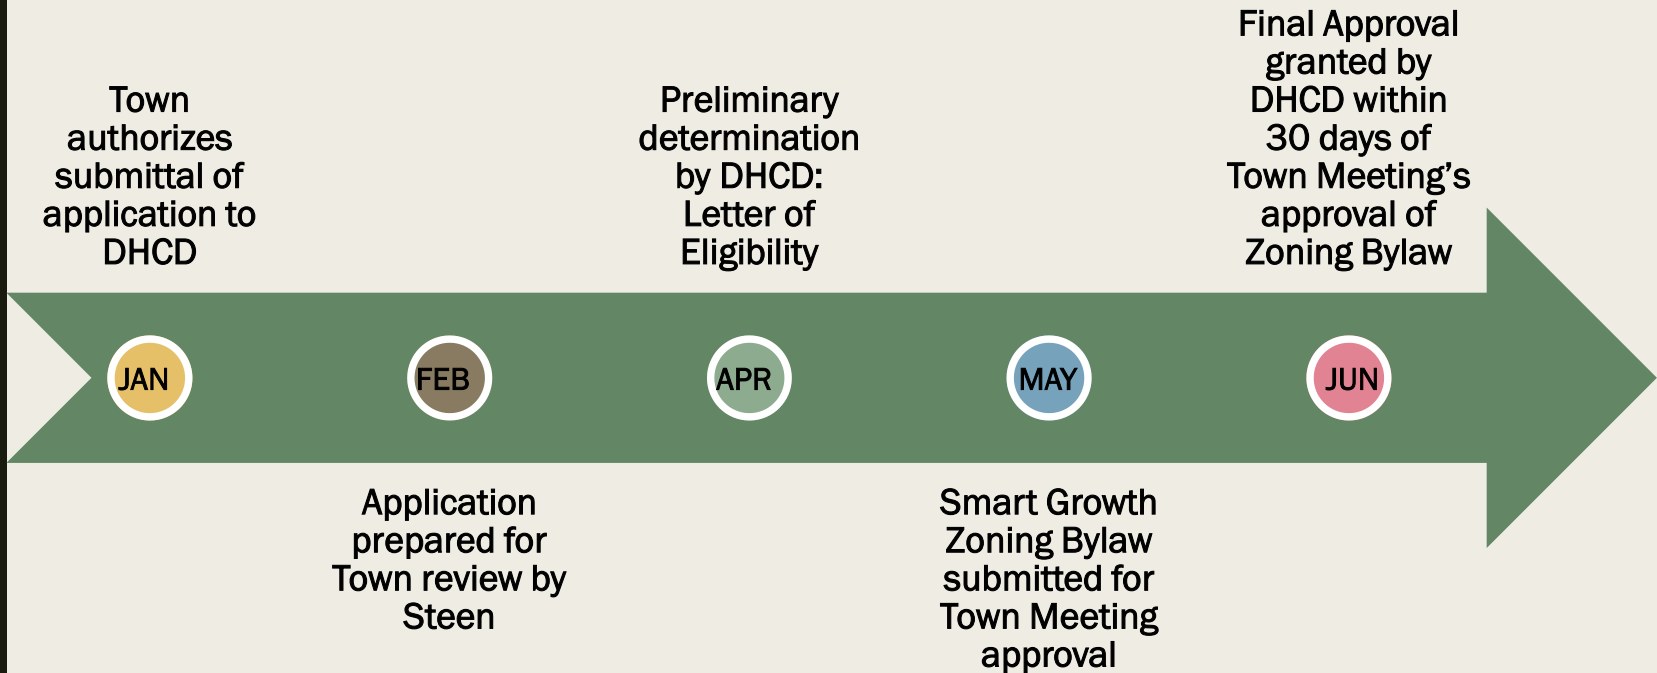 Town
authorizes
submittal of
application to
DHCD
JAN
Application
prepared for
Town review by
Steen
FEB
Preliminary
determination
by DHCD:
Letter of
Eligibility
APR
Smart Growth
Zoning Bylaw
submitted for
Town Meeting
approval
MAY
Final Approval
granted by
DHCD within
30 days of
Town Meeting’s
approval of
Zoning Bylaw
JUN